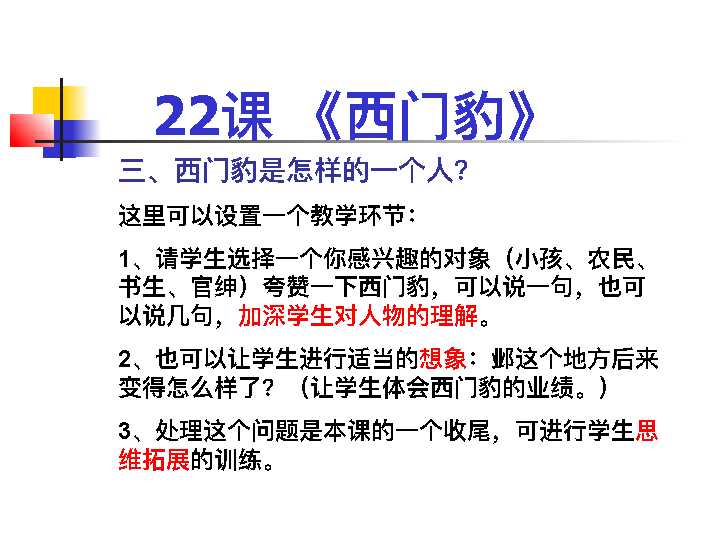 22课 《西门豹》
三、西门豹是怎样的一个人?
这里可以设置一个教学环节：
1、请学生选择一个你感兴趣的对象（小孩、农民、
书生、官绅）夸赞一下西门豹，可以说一句，也可
以说几句，加深学生对人物的理解。
2、也可以让学生进行适当的想象：邺这个地方后来
变得怎么样了？（让学生体会西门豹的业绩。）
3、处理这个问题是本课的一个收尾，可进行学生思
维拓展的训练。